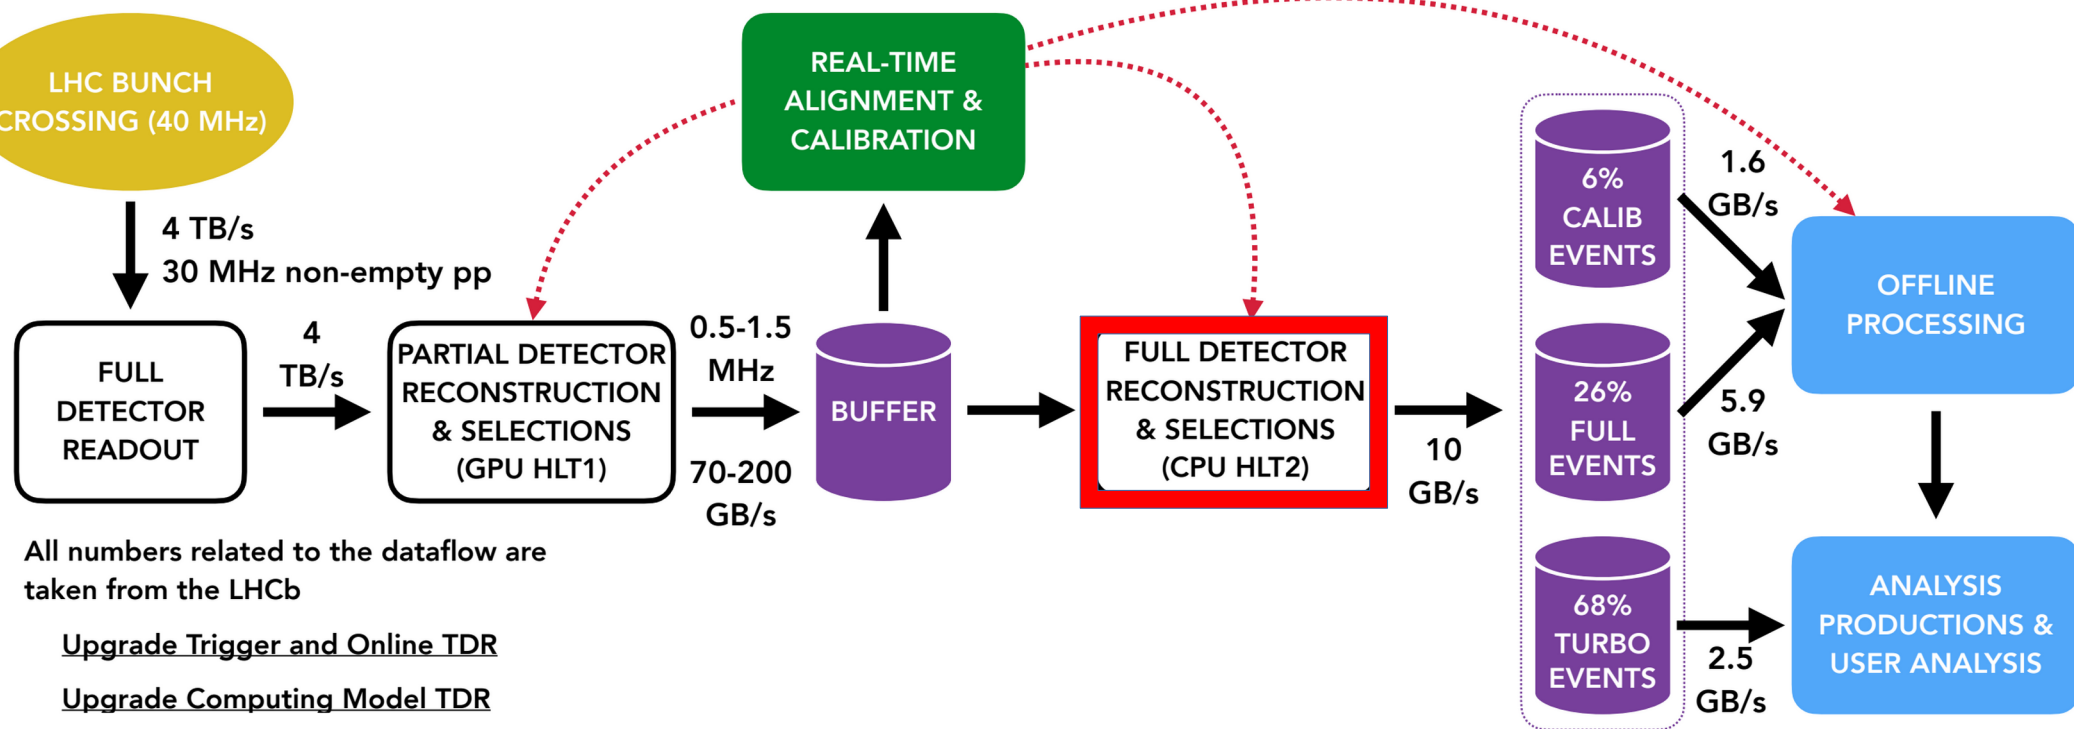 LHC BUNCH
CROSSING (40 MHz)
4 TB/s
30 MHz non-empty pp
FULL
DETECTOR
READOUT
4
TB/s
PARTIAL DETECTOR
RECONSTRUCTION
& SELECTIONS
(GPU HLT1)
0.5-1.5
MHz
70-200
GB/s
REAL-TIME
ALIGNMENT &
CALIBRATION
BUFFER
FULL DETECTOR
RECONSTRUCTION
& SELECTIONS
(CPU HLT2)
10
GB/s
6%
CALIB
EVENTS
1.6
GB/s
26%
FULL
EVENTS
5.9
GB/s
68%
TURBO
EVENTS
2.5
GB/s
OFFLINE
PROCESSING
ANALYSIS
PRODUCTIONS &
USER ANALYSIS
All numbers related to the dataflow are
taken from the LHCb
Upgrade Trigger and Online TDR
Upgrade Computing Model TDR